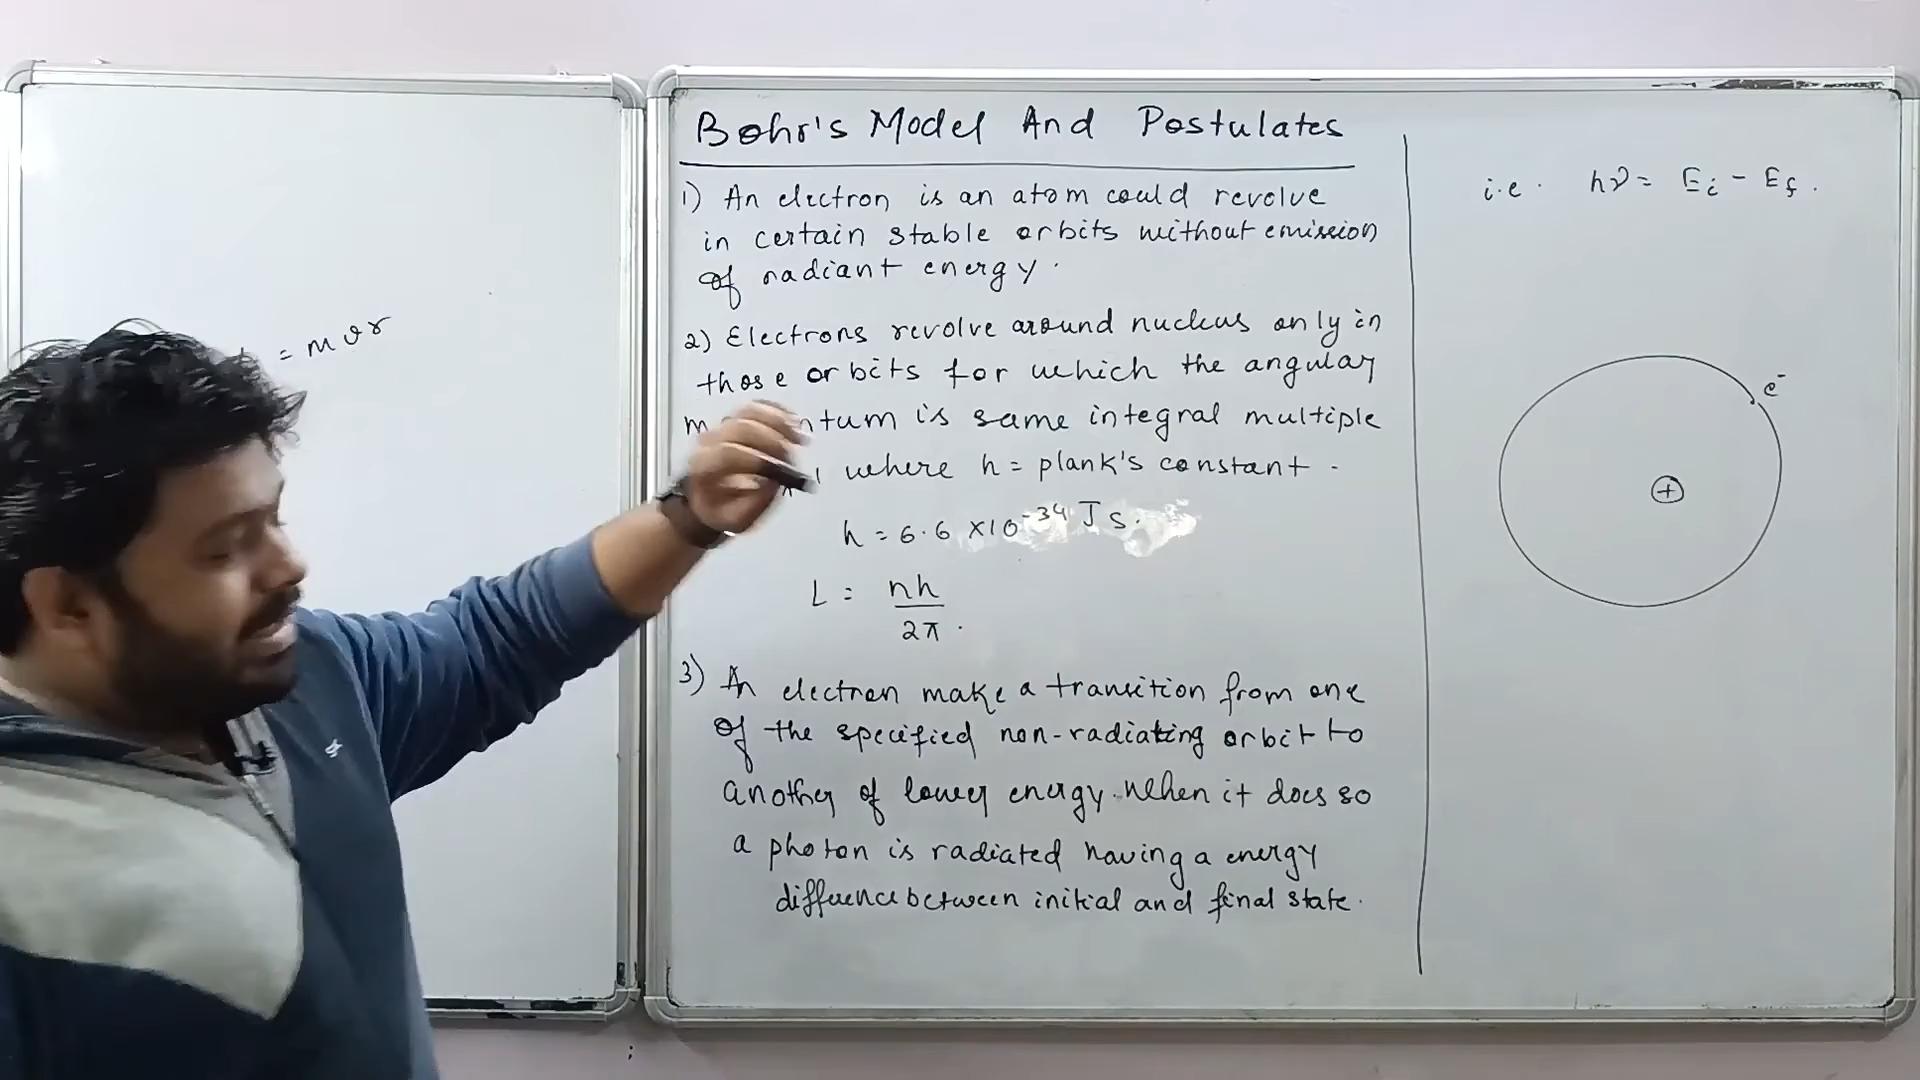 = mvr
Bohr's Model And Postulates
1) An electron is an atom could revolve
in certain stable orbits without emission
of radiant energy.
2) Electrons revolve around nucleus only in
those orbits for which the angular
is same integral multiple
where h = plank's constant.
h = 6.6 ×10⁻³⁴ J s.
L = nh
2π.
3) An electron make a transition from one
of the specified non-radiating orbit to
another of lower energy. When it does so
a photon is radiated having a energy
difference between initial and final state.
i.e. hν = Ei - Ef.
e⁻
+